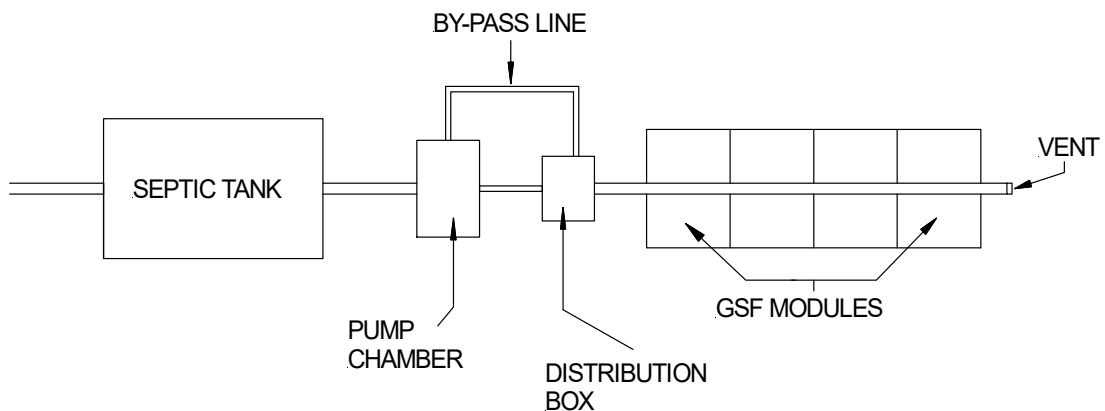 BY-PASS LINE
VENT
SEPTIC TANK
GSF MODULES
PUMP
CHAMBER
DISTRIBUTION
BOX